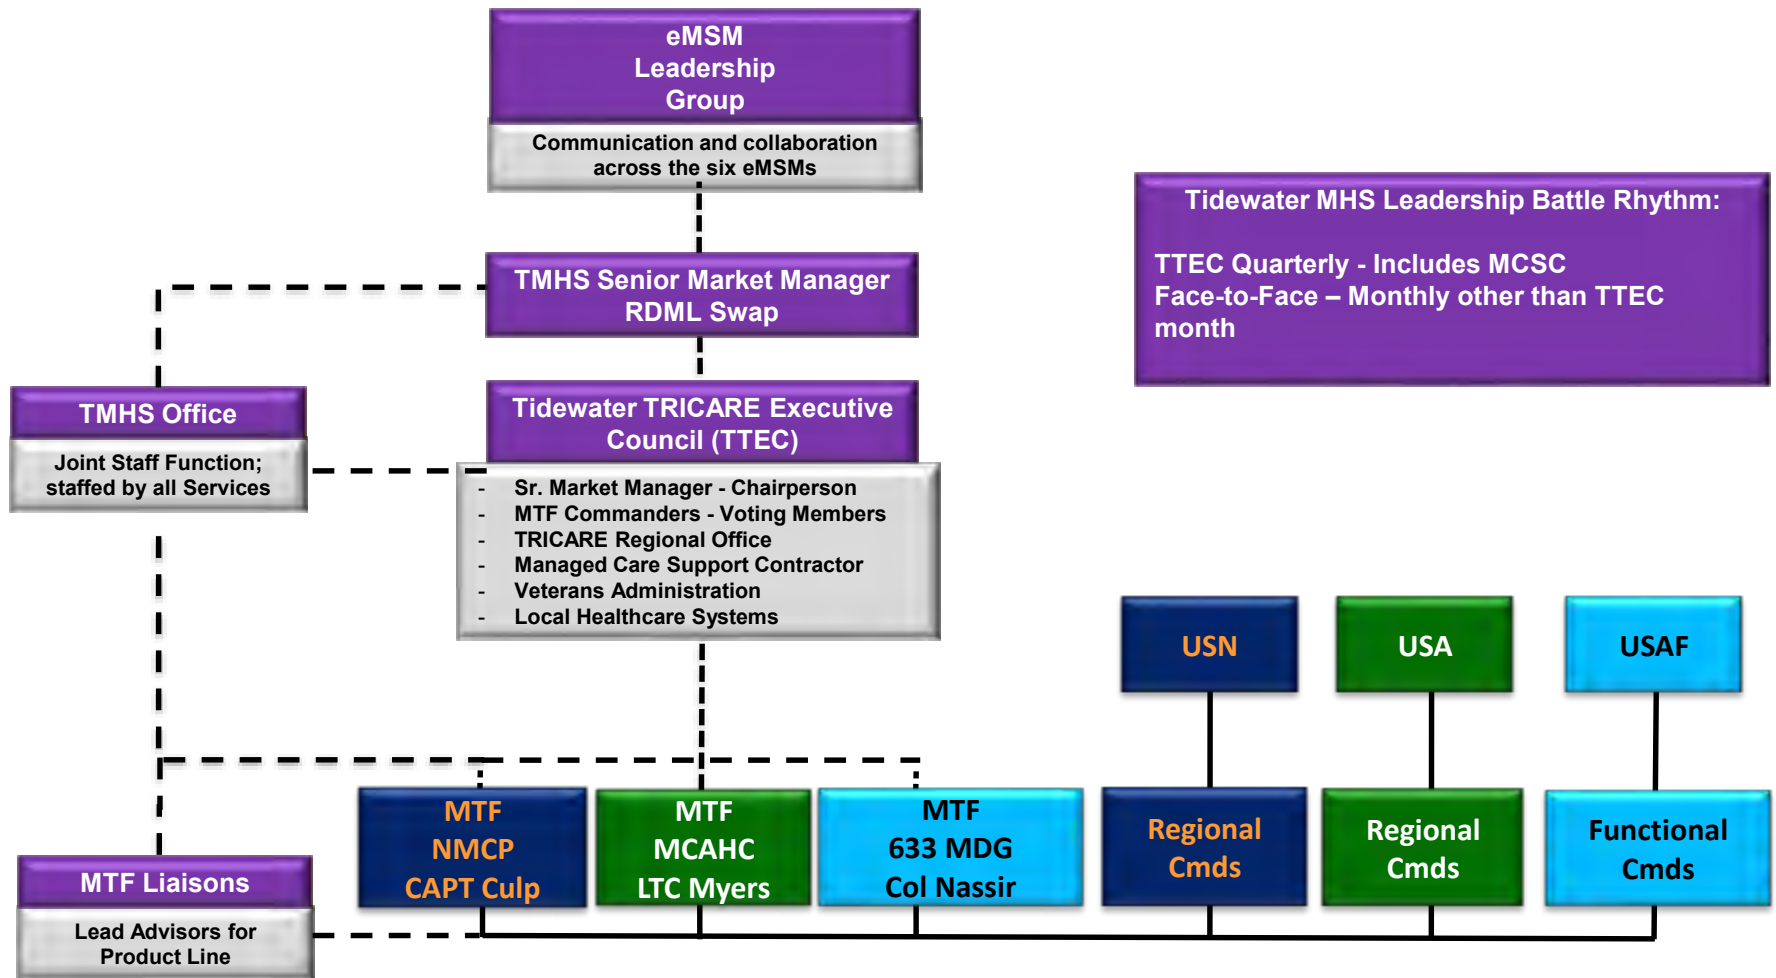 eMSM
Leadership
Group
Communication and collaboration
across the six eMSMs
Tidewater MHS Leadership Battle Rhythm:
TTEC Quarterly - Includes MCSC
Face-to-Face – Monthly other than TTEC
month
TMHS Senior Market Manager
RDML Swap
TMHS Office
Joint Staff Function;
staffed by all Services
Tidewater TRICARE Executive
Council (TTEC)
- Sr. Market Manager - Chairperson
- MTF Commanders - Voting Members
- TRICARE Regional Office
- Managed Care Support Contractor
- Veterans Administration
- Local Healthcare Systems
USN
USA
USAF
MTF
NMCP
CAPT Culp
MTF
MCAHC
LTC Myers
MTF
633 MDG
Col Nassir
Regional
Cmds
Regional
Cmds
Functional
Cmds
MTF Liaisons
Lead Advisors for
Product Line